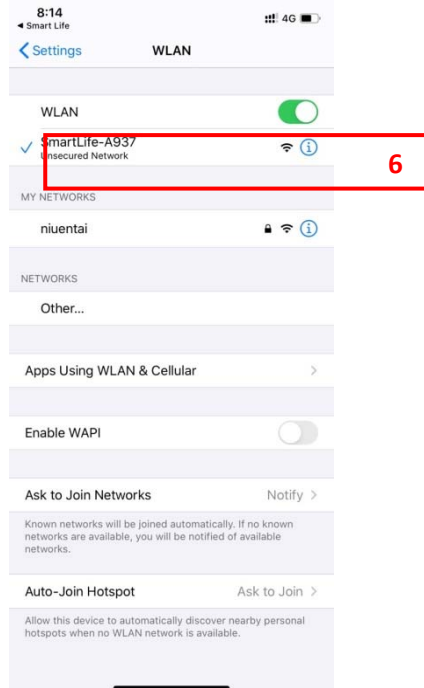 8:14
4G
Smart Life
Settings
WLAN
WLAN
SmartLife-A937
Unsecured Network
6
MY NETWORKS
niuentai
NETWORKS
Other...
Apps Using WLAN & Cellular
Enable WAPI
Ask to Join Networks Notify
Known networks will be joined automatically. If no known
networks are available, you will be notified of available
networks.
Auto-Join Hotspot Ask to Join
Allow this device to automatically discover nearby personal
hotspots when no WLAN network is available.